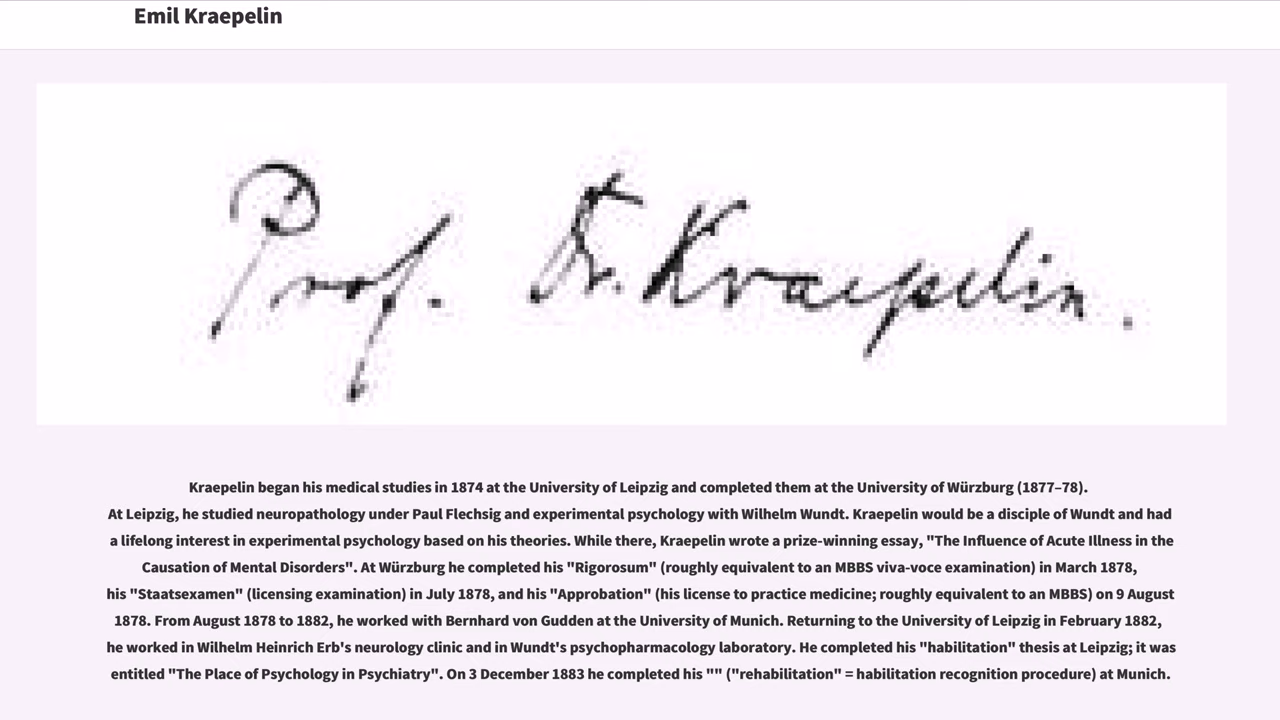 Emil Kraepelin
Prof. Dr. Kraepelin.
Kraepelin began his medical studies in 1874 at the University of Leipzig and completed them at the University of Würzburg (1877–78).
At Leipzig, he studied neuropathology under Paul Flechsig and experimental psychology with Wilhelm Wundt. Kraepelin would be a disciple of Wundt and had
a lifelong interest in experimental psychology based on his theories. While there, Kraepelin wrote a prize-winning essay, "The Influence of Acute Illness in the
Causation of Mental Disorders". At Würzburg he completed his "Rigorosum" (roughly equivalent to an MBBS viva-voce examination) in March 1878,
his "Staatsexamen" (licensing examination) in July 1878, and his "Approbation" (his license to practice medicine; roughly equivalent to an MBBS) on 9 August
1878. From August 1878 to 1882, he worked with Bernhard von Gudden at the University of Munich. Returning to the University of Leipzig in February 1882,
he worked in Wilhelm Heinrich Erb's neurology clinic and in Wundt's psychopharmacology laboratory. He completed his "habilitation" thesis at Leipzig; it was
entitled "The Place of Psychology in Psychiatry". On 3 December 1883 he completed his "" ("rehabilitation" = habilitation recognition procedure) at Munich.